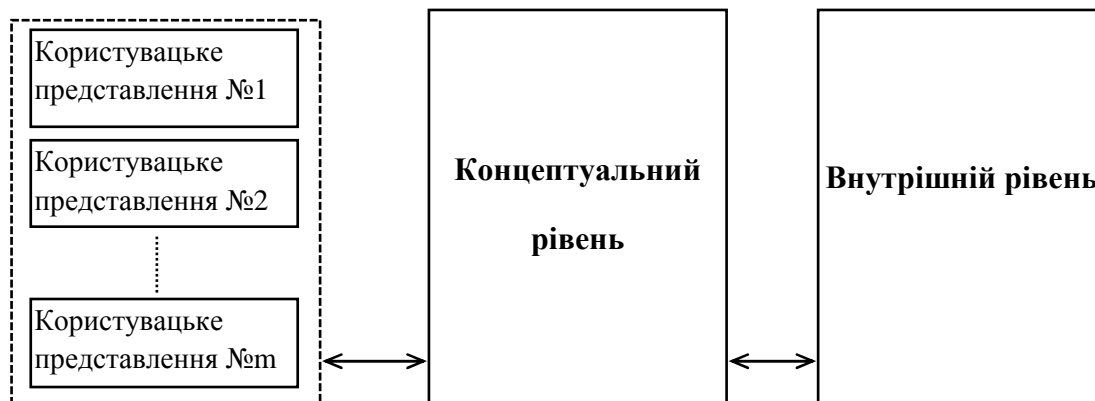 Користувацьке
представлення №1
Користувацьке
представлення №2
Користувацьке
представлення №m
Концептуальний
рівень
Внутрішній рівень